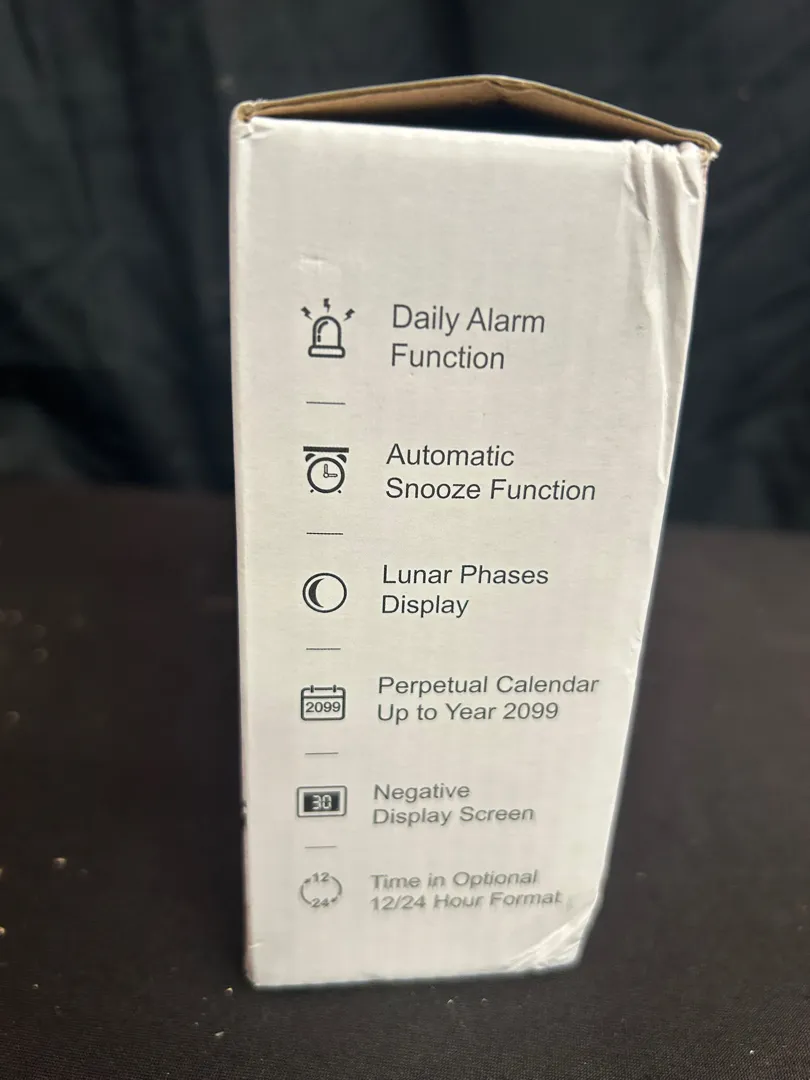 Daily Alarm
Function
Automatic
Snooze Function
Lunar Phases
Display
2099
Perpetual Calendar
Up to Year 2099
30
Negative
Display Screen
12
24
Time in Optional
12/24 Hour Format